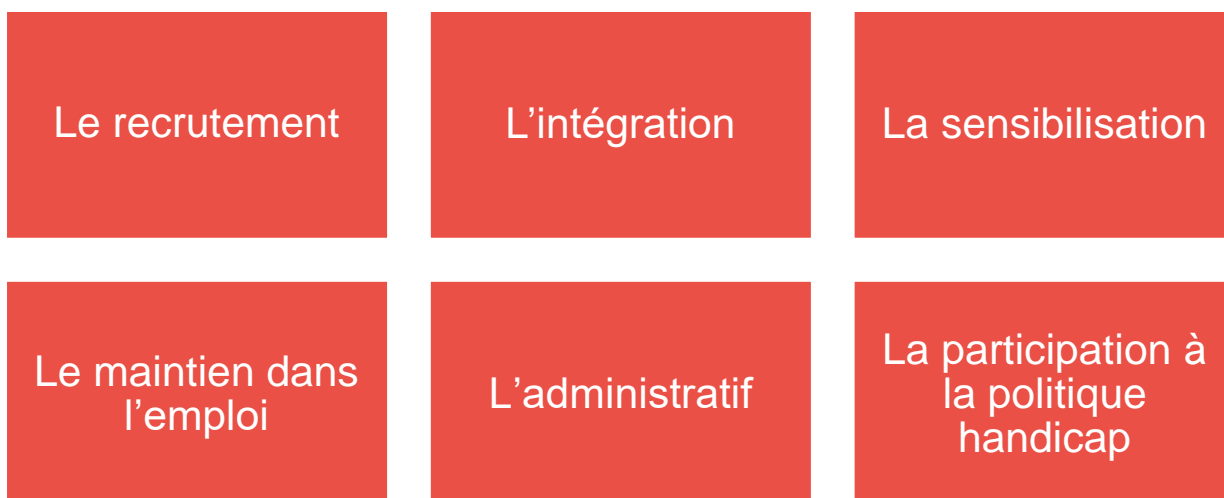 Le recrutement
L’intégration
La sensibilisation
Le maintien dans
l’emploi
L’administratif
La participation à
la politique
handicap